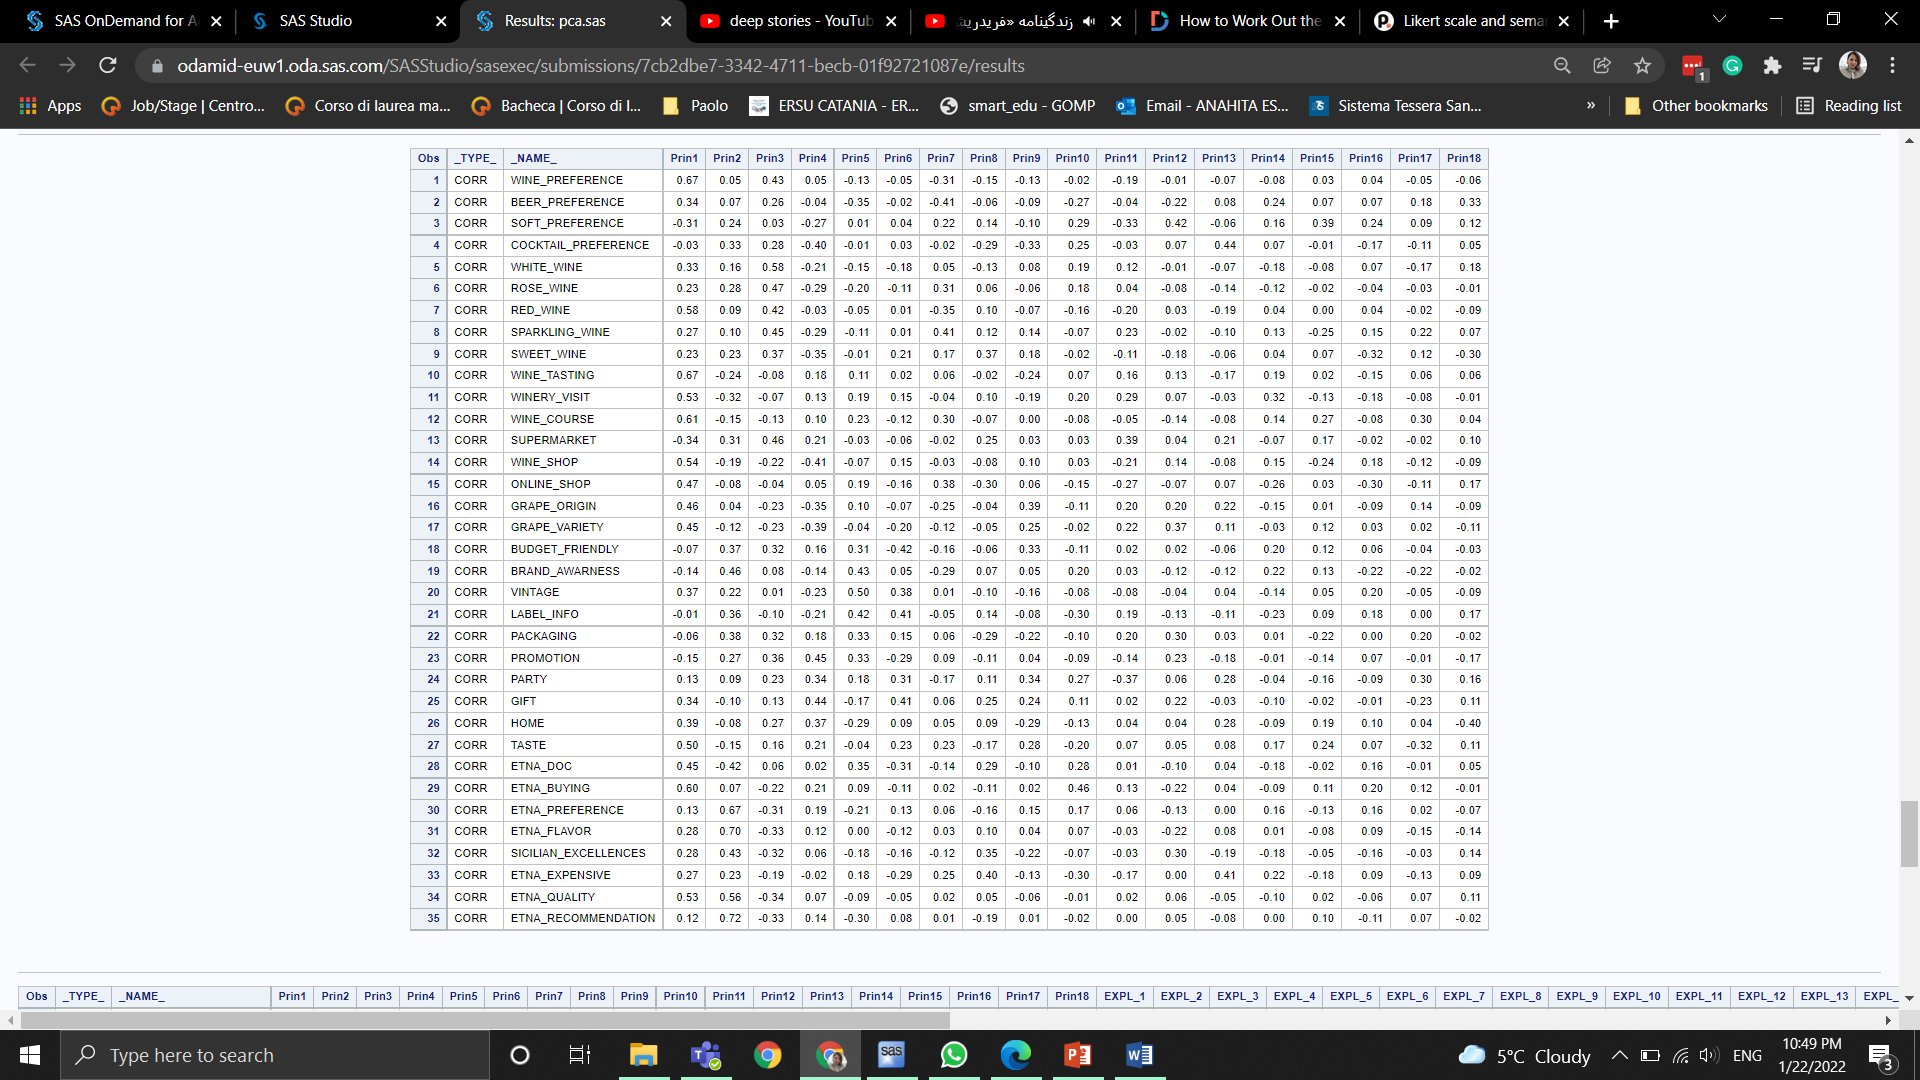 SAS OnDemand for A
SAS Studio
Results: pca.sas
deep stories - YouTub
زندگینامه «فریدریش
How to Work Out the
Likert scale and sema
odamid-euw1.oda.sas.com/SASStudio/sasexec/submissions/7cb2dbe7-3342-4711-becb-01f92721087e/results
1
Apps Job/Stage | Centro... Corso di laurea ma... Bacheca | Corso di l... Paolo ERSU CATANIA - ER... smart_edu - GOMP Email - ANAHITA ES... Sistema Tessera San... » Other bookmarks Reading list
Obs _TYPE_ _NAME_ Prin1 Prin2 Prin3 Prin4 Prin5 Prin6 Prin7 Prin8 Prin9 Prin10 Prin11 Prin12 Prin13 Prin14 Prin15 Prin16 Prin17 Prin18
1 CORR WINE_PREFERENCE 0.67 0.05 0.43 0.05 -0.13 -0.05 -0.31 -0.15 -0.13 -0.02 -0.19 -0.01 -0.07 -0.08 0.03 0.04 -0.05 -0.06
2 CORR BEER_PREFERENCE 0.34 0.07 0.26 -0.04 -0.35 -0.02 -0.41 -0.06 -0.09 -0.27 -0.04 -0.22 0.08 0.24 0.07 0.07 0.18 0.33
3 CORR SOFT_PREFERENCE -0.31 0.24 0.03 -0.27 0.01 0.04 0.22 0.14 -0.10 0.29 -0.33 0.42 -0.06 0.16 0.39 0.24 0.09 0.12
4 CORR COCKTAIL_PREFERENCE -0.03 0.33 0.28 -0.40 -0.01 0.03 -0.02 -0.29 -0.33 0.25 -0.03 0.07 0.44 0.07 -0.01 -0.17 -0.11 0.05
5 CORR WHITE_WINE 0.33 0.16 0.58 -0.21 -0.15 -0.18 0.05 -0.13 0.08 0.19 0.12 -0.01 -0.07 -0.18 -0.08 0.07 -0.17 0.18
6 CORR ROSE_WINE 0.23 0.28 0.47 -0.29 -0.20 -0.11 0.31 0.06 -0.06 0.18 0.04 -0.08 -0.14 -0.12 -0.02 -0.04 -0.03 -0.01
7 CORR RED_WINE 0.58 0.09 0.42 -0.03 -0.05 0.01 -0.35 0.10 -0.07 -0.16 -0.20 0.03 -0.19 0.04 0.00 0.04 -0.02 -0.09
8 CORR SPARKLING_WINE 0.27 0.10 0.45 -0.29 -0.11 0.01 0.41 0.12 0.14 -0.07 0.23 -0.02 -0.10 0.13 -0.25 0.15 0.22 0.07
9 CORR SWEET_WINE 0.23 0.23 0.37 -0.35 -0.01 0.21 0.17 0.37 0.18 -0.02 -0.11 -0.18 -0.06 0.04 0.07 -0.32 0.12 -0.30
10 CORR WINE_TASTING 0.67 -0.24 -0.08 0.18 0.11 0.02 0.06 -0.02 -0.24 0.07 0.16 0.13 -0.17 0.19 0.02 -0.15 0.06 0.06
11 CORR WINERY_VISIT 0.53 -0.32 -0.07 0.13 0.19 0.15 -0.04 0.10 -0.19 0.20 0.29 0.07 -0.03 0.32 -0.13 -0.18 -0.08 -0.01
12 CORR WINE_COURSE 0.61 -0.15 -0.13 0.10 0.23 -0.12 0.30 -0.07 0.00 -0.08 -0.05 -0.14 -0.08 0.14 0.27 -0.08 0.30 0.04
13 CORR SUPERMARKET -0.34 0.31 0.46 0.21 -0.03 -0.06 -0.02 0.25 0.03 0.03 0.39 0.04 0.21 -0.07 0.17 -0.02 -0.02 0.10
14 CORR WINE_SHOP 0.54 -0.19 -0.22 -0.41 -0.07 0.15 -0.03 -0.08 0.10 0.03 -0.21 0.14 -0.08 0.15 -0.24 0.18 -0.12 -0.09
15 CORR ONLINE_SHOP 0.47 -0.08 -0.04 0.05 0.19 -0.16 0.38 -0.30 0.06 -0.15 -0.27 -0.07 0.07 -0.26 0.03 -0.30 -0.11 0.17
16 CORR GRAPE_ORIGIN 0.46 0.04 -0.23 -0.35 0.10 -0.07 -0.25 -0.04 0.39 -0.11 0.20 0.20 0.22 -0.15 0.01 -0.09 0.14 -0.09
17 CORR GRAPE_VARIETY 0.45 -0.12 -0.23 -0.39 -0.04 -0.20 -0.12 -0.05 0.25 -0.02 0.22 0.37 0.11 -0.03 0.12 0.03 0.02 -0.11
18 CORR BUDGET_FRIENDLY -0.07 0.37 0.32 0.16 0.31 -0.42 -0.16 -0.06 0.33 -0.11 0.02 0.02 -0.06 0.20 0.12 0.06 -0.04 -0.03
19 CORR BRAND_AWARNESS -0.14 0.46 0.08 -0.14 0.43 0.05 -0.29 0.07 0.05 0.20 0.03 -0.12 -0.12 0.22 0.13 -0.22 -0.22 -0.02
20 CORR VINTAGE 0.37 0.22 0.01 -0.23 0.50 0.38 0.01 -0.10 -0.16 -0.08 -0.08 -0.04 0.04 -0.14 0.05 0.20 -0.05 -0.09
21 CORR LABEL_INFO -0.01 0.36 -0.10 -0.21 0.42 0.41 -0.05 0.14 -0.08 -0.30 0.19 -0.13 -0.11 -0.23 0.09 0.18 0.00 0.17
22 CORR PACKAGING -0.06 0.38 0.32 0.18 0.33 0.15 0.06 -0.29 -0.22 -0.10 0.20 0.30 0.03 0.01 -0.22 0.00 0.20 -0.02
23 CORR PROMOTION -0.15 0.27 0.36 0.45 0.33 -0.29 0.09 -0.11 0.04 -0.09 -0.14 0.23 -0.18 -0.01 -0.14 0.07 -0.01 -0.17
24 CORR PARTY 0.13 0.09 0.23 0.34 0.18 0.31 -0.17 0.11 0.34 0.27 -0.37 0.06 0.28 -0.04 -0.16 -0.09 0.30 0.16
25 CORR GIFT 0.34 -0.10 0.13 0.44 -0.17 0.41 0.06 0.25 0.24 0.11 0.02 0.22 -0.03 -0.10 -0.02 -0.01 -0.23 0.11
26 CORR HOME 0.39 -0.08 0.27 0.37 -0.29 0.09 0.05 0.09 -0.29 -0.13 0.04 0.04 0.28 -0.09 0.19 0.10 0.04 -0.40
27 CORR TASTE 0.50 -0.15 0.16 0.21 -0.04 0.23 0.23 -0.17 0.28 -0.20 0.07 0.05 0.08 0.17 0.24 0.07 -0.32 0.11
28 CORR ETNA_DOC 0.45 -0.42 0.06 0.02 0.35 -0.31 -0.14 0.29 -0.10 0.28 0.01 -0.10 0.04 -0.18 -0.02 0.16 -0.01 0.05
29 CORR ETNA_BUYING 0.60 0.07 -0.22 0.21 0.09 -0.11 0.02 -0.11 0.02 0.46 0.13 -0.22 0.04 -0.09 0.11 0.20 0.12 -0.01
30 CORR ETNA_PREFERENCE 0.13 0.67 -0.31 0.19 -0.21 0.13 0.06 -0.16 0.15 0.17 0.06 -0.13 0.00 0.16 -0.13 0.16 0.02 -0.07
31 CORR ETNA_FLAVOR 0.28 0.70 -0.33 0.12 0.00 -0.12 0.03 0.10 0.04 0.07 -0.03 -0.22 0.08 0.01 -0.08 0.09 -0.15 -0.14
32 CORR SICILIAN_EXCELLENCES 0.28 0.43 -0.32 0.06 -0.18 -0.16 -0.12 0.35 -0.22 -0.07 -0.03 0.30 -0.19 -0.18 -0.05 -0.16 -0.03 0.14
33 CORR ETNA_EXPENSIVE 0.27 0.23 -0.19 -0.02 0.18 -0.29 0.25 0.40 -0.13 -0.30 -0.17 0.00 0.41 0.22 -0.18 0.09 -0.13 0.09
34 CORR ETNA_QUALITY 0.53 0.56 -0.34 0.07 -0.09 -0.05 0.02 0.05 -0.06 -0.01 0.02 0.06 -0.05 -0.10 0.02 -0.06 0.07 0.11
35 CORR ETNA_RECOMMENDATION 0.12 0.72 -0.33 0.14 -0.30 0.08 0.01 -0.19 0.01 -0.02 0.00 0.05 -0.08 0.00 0.10 -0.11 0.07 -0.02
Obs _TYPE_ _NAME_ Prin1 Prin2 Prin3 Prin4 Prin5 Prin6 Prin7 Prin8 Prin9 Prin10 Prin11 Prin12 Prin13 Prin14 Prin15 Prin16 Prin17 Prin18 EXPL_1 EXPL_2 EXPL_3 EXPL_4 EXPL_5 EXPL_6 EXPL_7 EXPL_8 EXPL_9 EXPL_10 EXPL_11 EXPL_12 EXPL_13 EXPL_
Type here to search
sas
5°C Cloudy
ENG
10:49 PM
1/22/2022
3